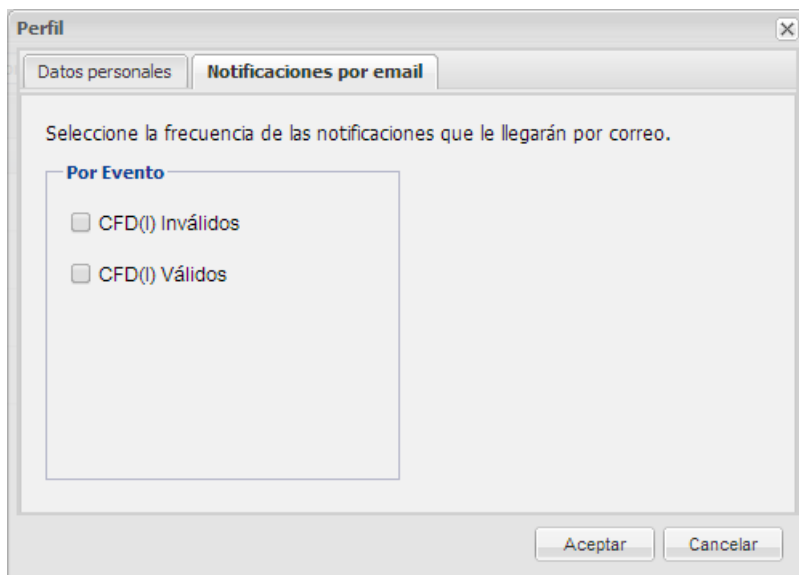 Perfil
Datos personales Notificaciones por email
Seleccione la frecuencia de las notificaciones que le llegarán por correo.
Por Evento
CFD(I) Inválidos
CFD(I) Válidos
Aceptar Cancelar